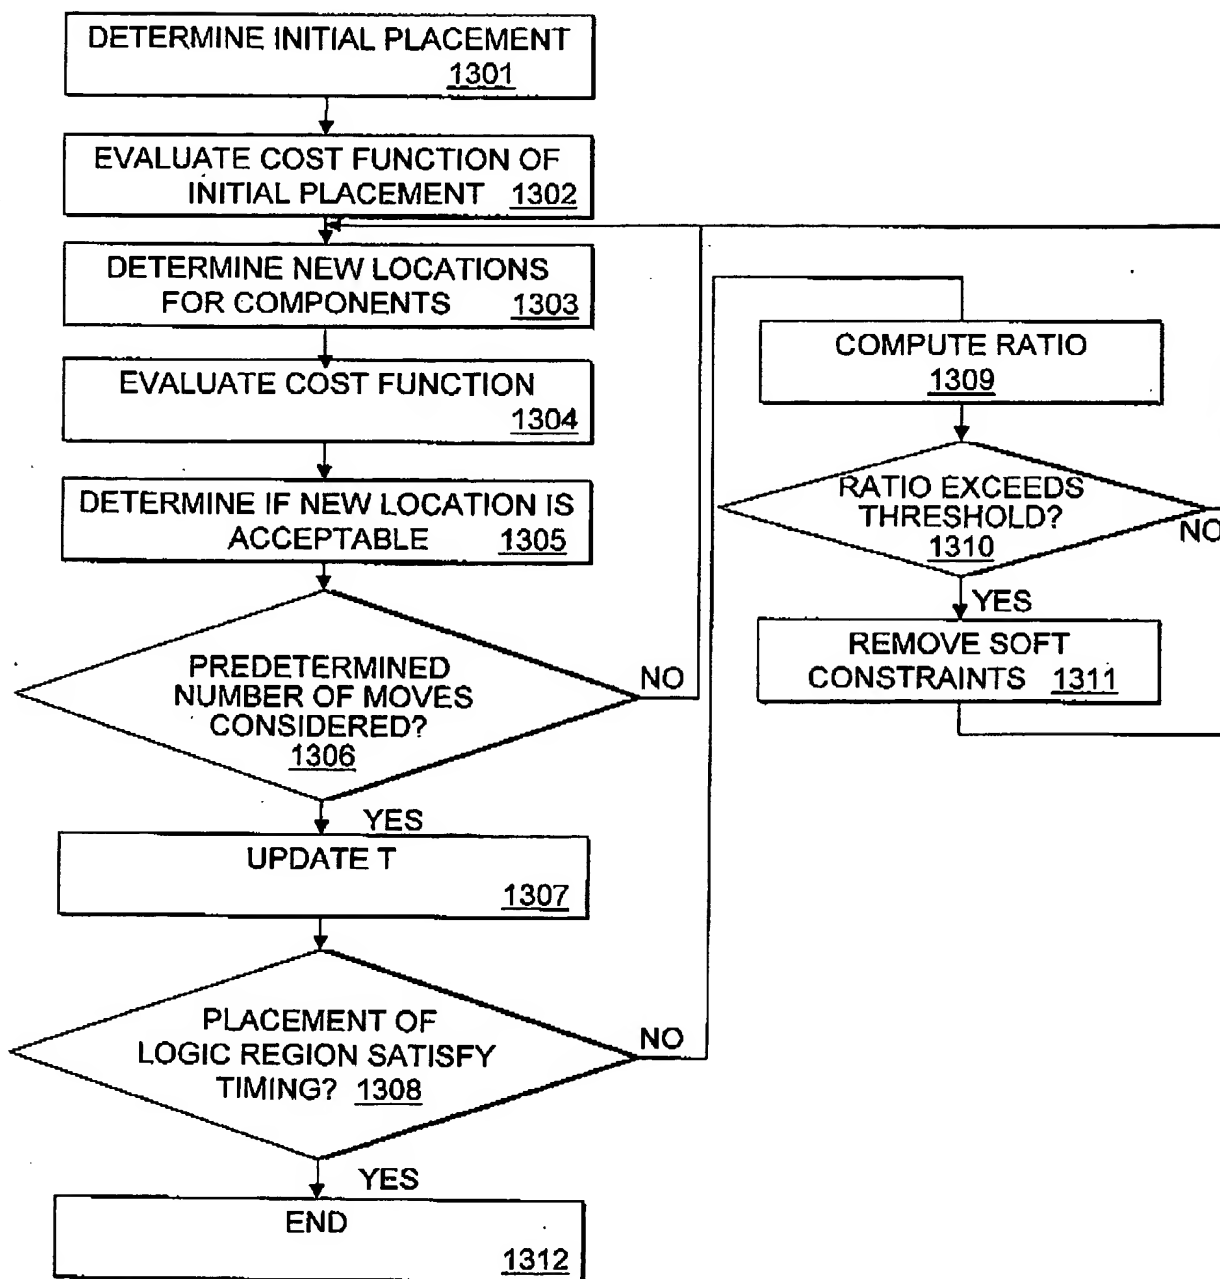 DETERMINE INITIAL PLACEMENT
1301
EVALUATE COST FUNCTION OF
INITIAL PLACEMENT 1302
DETERMINE NEW LOCATIONS
FOR COMPONENTS 1303
EVALUATE COST FUNCTION
1304
DETERMINE IF NEW LOCATION IS
ACCEPTABLE 1305
PREDETERMINED
NUMBER OF MOVES
CONSIDERED?
1306
NO
YES
UPDATE T
1307
PLACEMENT OF
LOGIC REGION SATISFY
TIMING? 1308
NO
YES
END
1312
COMPUTE RATIO
1309
RATIO EXCEEDS
THRESHOLD?
1310
NO
YES
REMOVE SOFT
CONSTRAINTS 1311